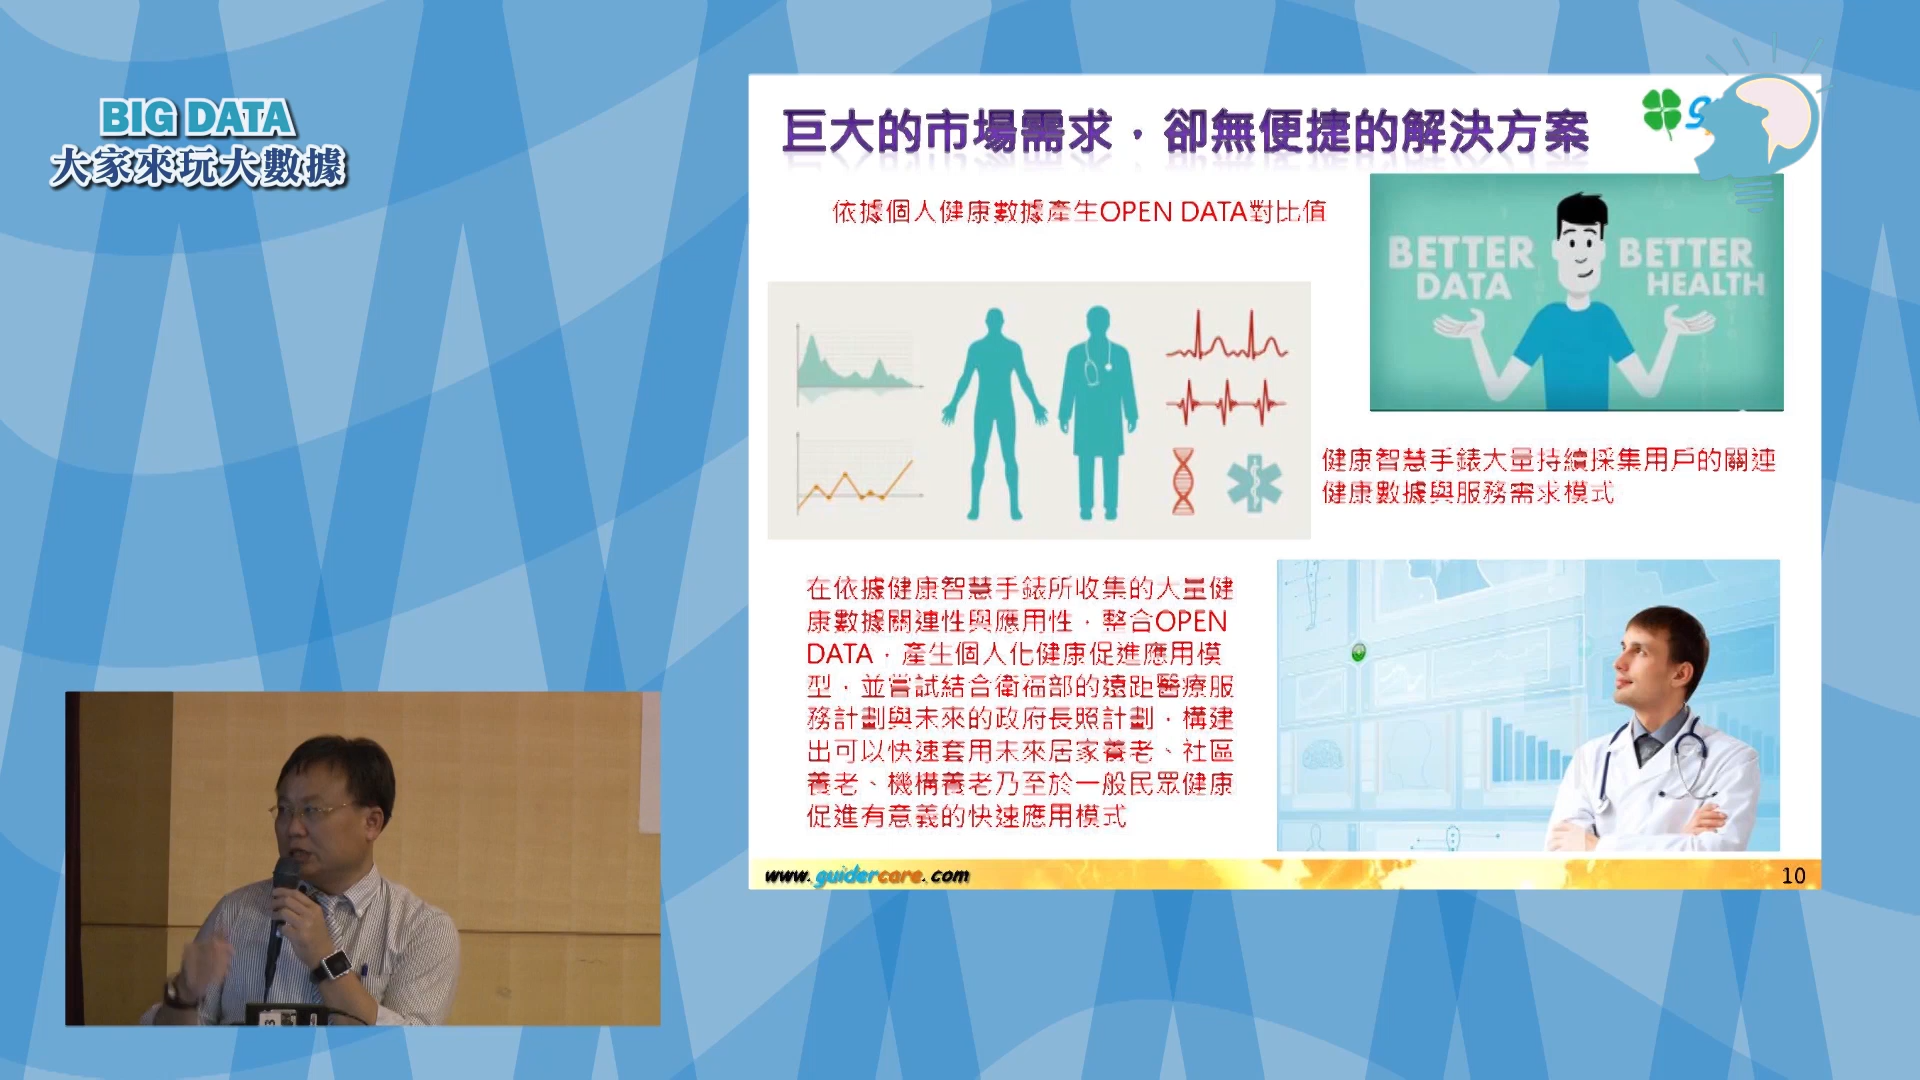 BIG DATA
大家來玩大數據
巨大的市場需求，卻無便捷的解決方案
依據個人健康數據產生OPEN DATA對比值
BETTER DATA
BETTER HEALTH
健康智慧手錶大量持續採集用戶的關連
健康數據與服務需求模式
在依據健康智慧手錶所收集的大量健
康數據關連性與應用性，整合OPEN
DATA，產生個人化健康促進應用模
型，並嘗試結合衛福部的遠距醫療服
務計劃與未來的政府長照計劃，構建
出可以快速套用未來居家養老、社區
養老、機構養老乃至於一般民眾健康
促進有意義的快速應用模式
www.guidercare.com
10